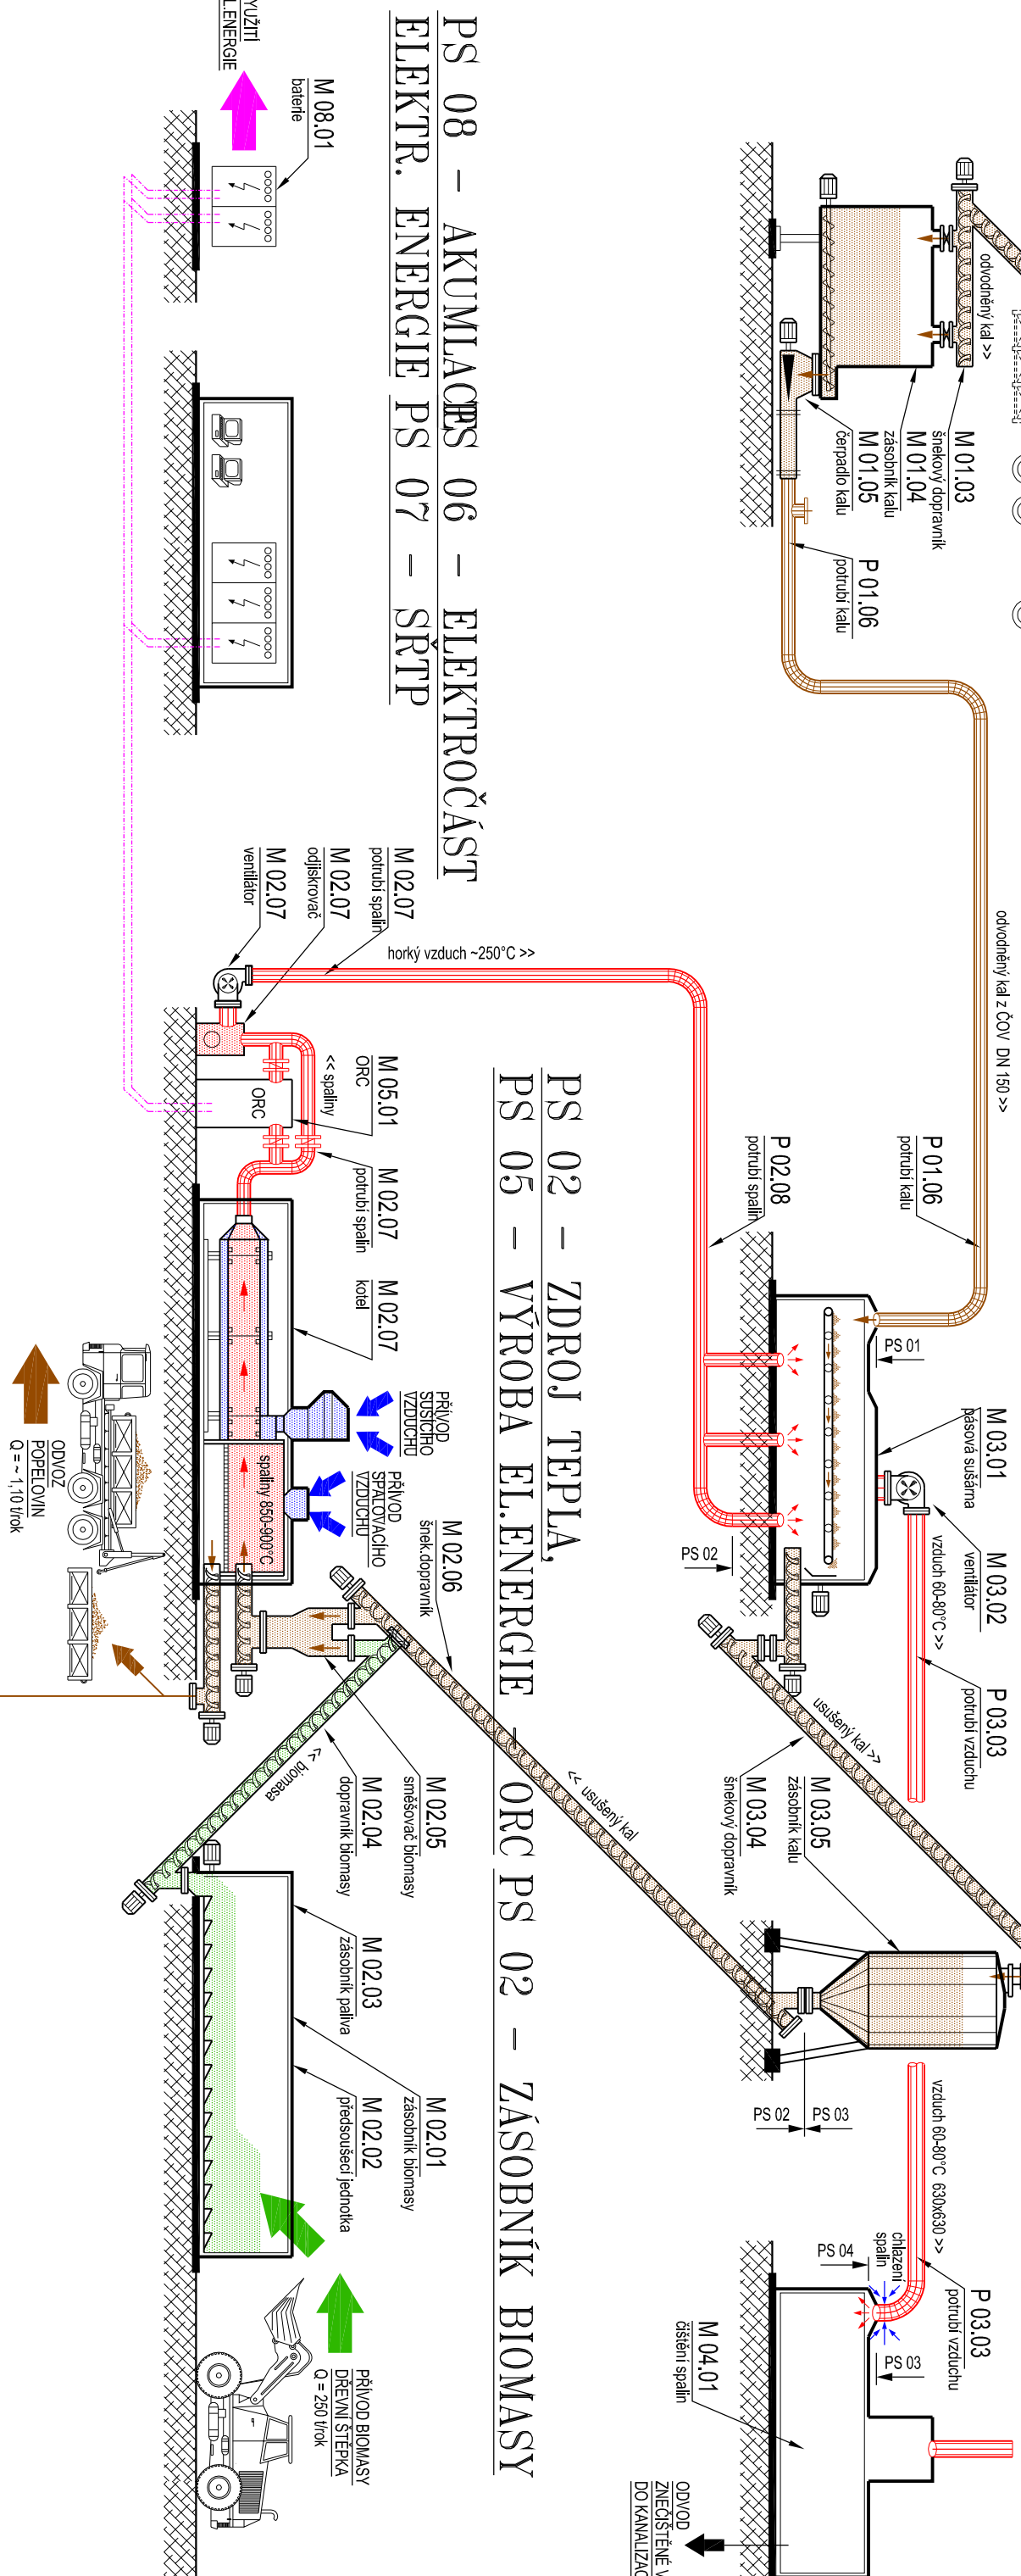 odvodněný kal >>
M 01.03
šnekový dopravník
M 01.04
zásobník kalu
M 01.05
čerpadlo kalu
P 01.06
potrubí kalu
odvodněný kal z ČOV DN 150 >>
P 01.06
potrubí kalu
PS 01
M 03.01
pásová sušárna
M 03.02
ventilátor
vzduch 60-80°C >>
P 03.03
potrubí vzduchu
P 02.08
potrubí spalin
PS 02
usušený kal >>
M 03.05
zásobník kalu
M 03.04
šnekový dopravník
PS 02
PS 03
vzduch 60-80°C 630x630 >>
chlazení
spalin
PS 04
PS 03
P 03.03
potrubí vzduchu
M 04.01
čištění spalin
ODVOD
ZNEČIŠTĚNÉ
DO KANALIZAC
PS 08 - AKUMLACE
ELEKTR. ENERGIE
PS 06 - ELEKTROČÁST
PS 07 - SŘTP
PS 02 - ZDROJ TEPLA,
PS 05 - VÝROBA EL.ENERGIE - ORC
PS 02 - ZÁSOBNÍK BIOMASY
YUŽITÍ
L.ENERGIE
M 08.01
baterie
M 02.07
potrubí spalin
M 02.07
odjiskrovač
M 02.07
ventilátor
horký vzduch ~250°C >>
<< spaliny
M 05.01
ORC
ORC
M 02.07
potrubí spalin
M 02.07
kotel
PŘÍVOD
SUŠÍCÍHO
VZDUCHU
PŘÍVOD
SPALOVACÍHO
VZDUCHU
spaliny 850-900°C
M 02.06
šnek.dopravník
<< usušený kal
M 02.05
směšovač biomasy
M 02.04
dopravník biomasy
<< biomasa
M 02.03
zásobník paliva
M 02.01
zásobník biomasy
M 02.02
předsoušecí jednotka
ODVOZ
POPELOVIN
Q = ~ 1,10 t/rok
PŘÍVOD BIOMASY
DŘEVNÍ ŠTĚPKA
Q = 250 t/rok